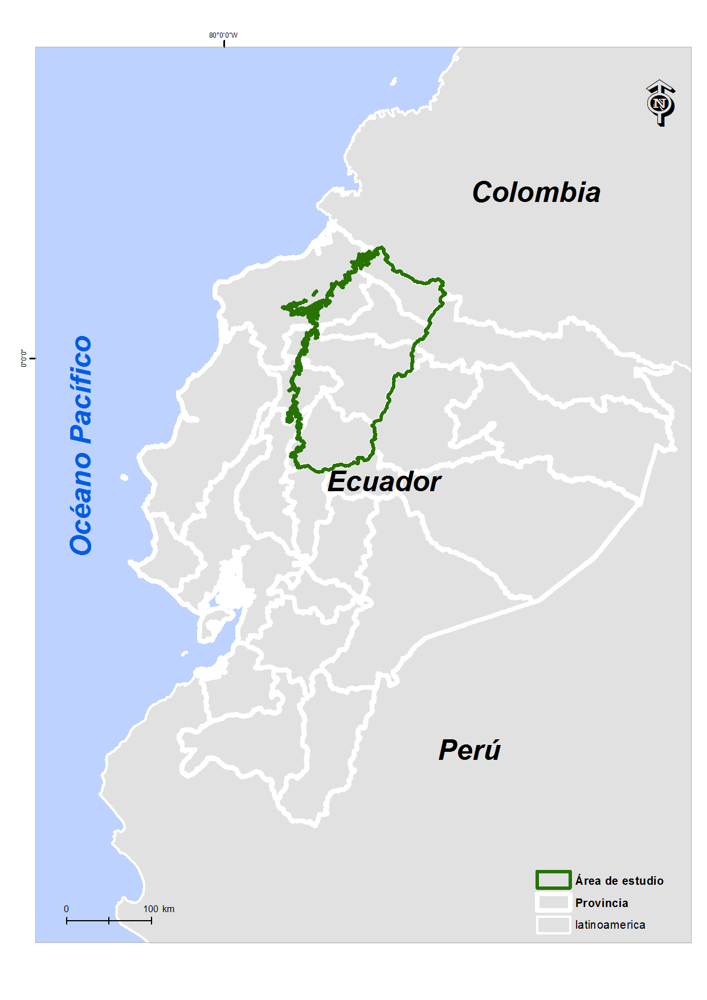 80°0'0"W
N
Colombia
0°0'0"
Océano Pacífico
Ecuador
Perú
Área de estudio
Provincia
latinoamerica
0 100 km